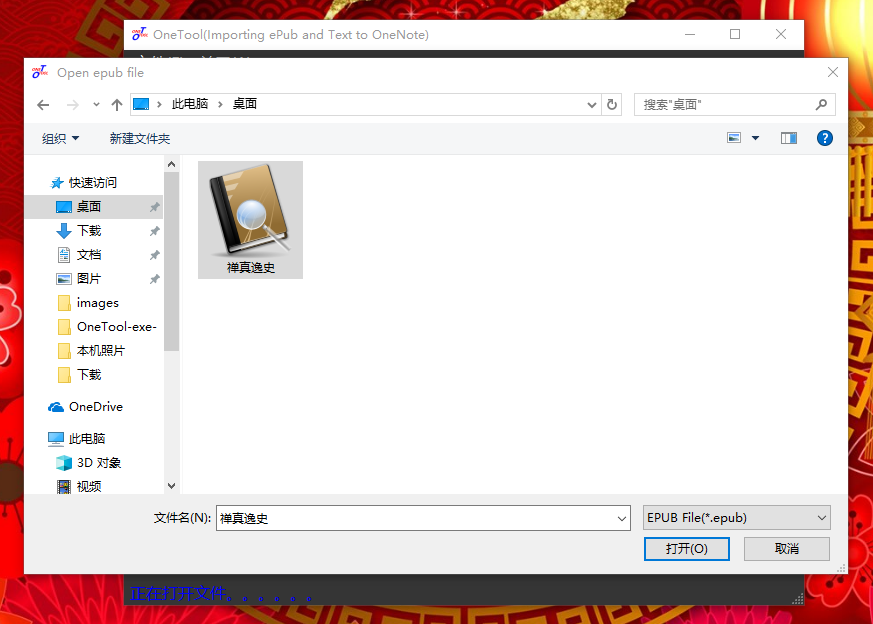 OneTool(Importing ePub and Text to OneNote)
Open epub file
此电脑 › 桌面
搜索"桌面"
组织
新建文件夹
快速访问
桌面
下载
文档
图片
images
OneTool-exe-
本机照片
下载
OneDrive
此电脑
3D 对象
视频
禅真逸史
文件名(N):
禅真逸史
EPUB File(*.epub)
打开(O)
取消
正在打开文件。。。。。。